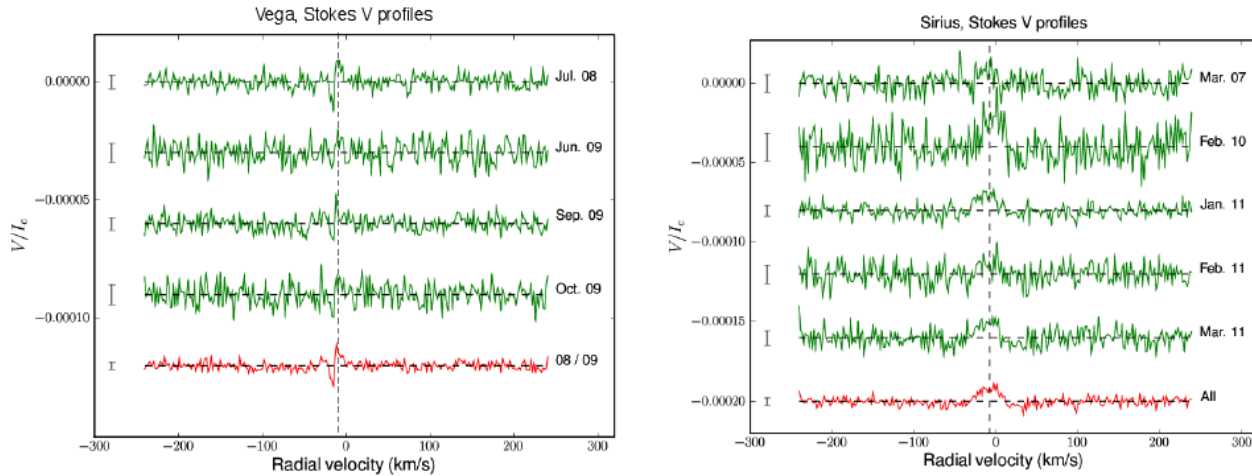 Vega, Stokes V profiles
0.00000
−0.00005
−0.00010
V/I_c
Jul. 08
Jun. 09
Sep. 09
Oct. 09
08 / 09
−300
−200
−100
0
100
200
300
Radial velocity (km/s)
Sirius, Stokes V profiles
0.00000
−0.00005
−0.00010
−0.00015
−0.00020
V/I_c
Mar. 07
Feb. 10
Jan. 11
Feb. 11
Mar. 11
All
−300
−200
−100
0
100
200
300
Radial velocity (km/s)